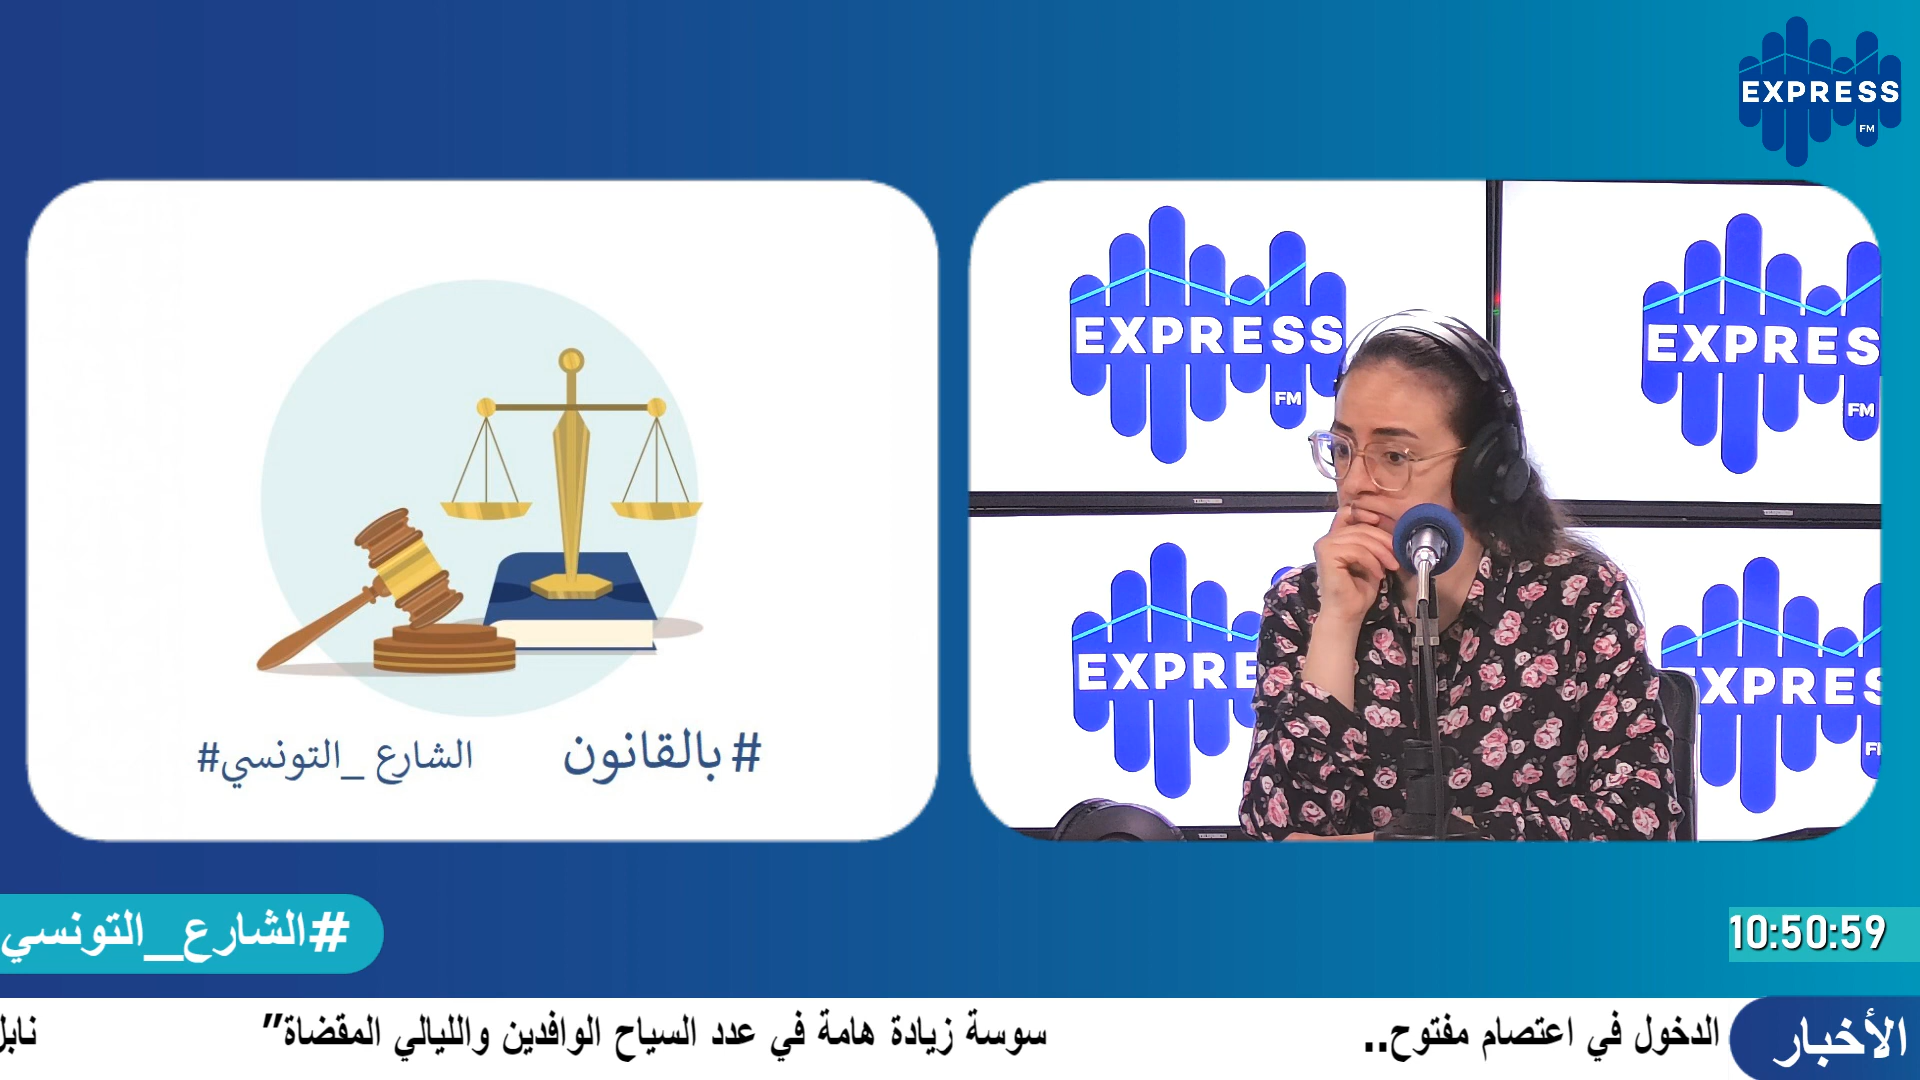 EXPRESS
FM
EXPRESS
FM
EXPRES
FM
EXPRE
XPRES
#بالقانون
الشارع_التونسي#
#الشارع_التونسي
10:50:59
الأخبار
الدخول في اعتصام مفتوح..
سوسة زيادة هامة في عدد السياح الوافدين والليالي المقضاة"
نابل